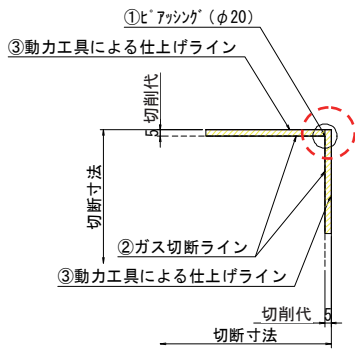 ①ﾋﾟｱｯｼﾝｸﾞ(φ20)
③動力工具による仕上げライン
切削代
5
切断寸法
②ガス切断ライン
③動力工具による仕上げライン
切削代 5
切断寸法